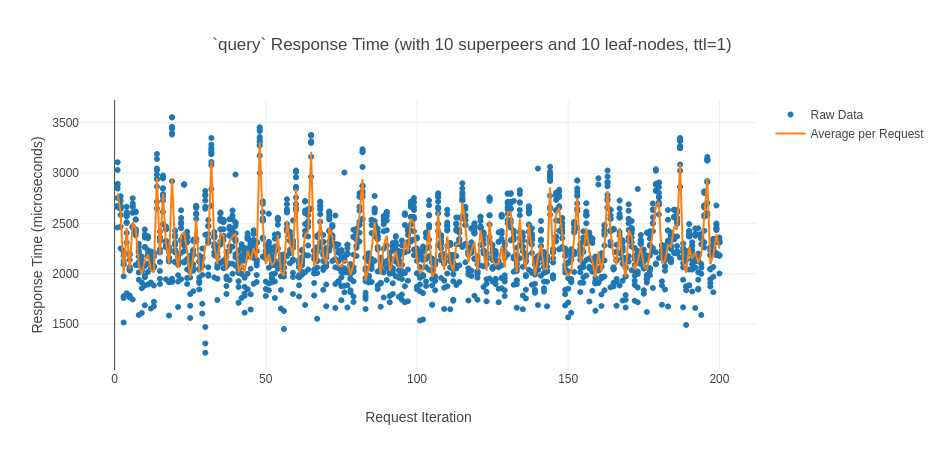 `query` Response Time (with 10 superpeers and 10 leaf-nodes, ttl=1)
Raw Data
Average per Request
Response Time (microseconds)
3500
3000
2500
2000
1500
0
50
100
150
200
Request Iteration